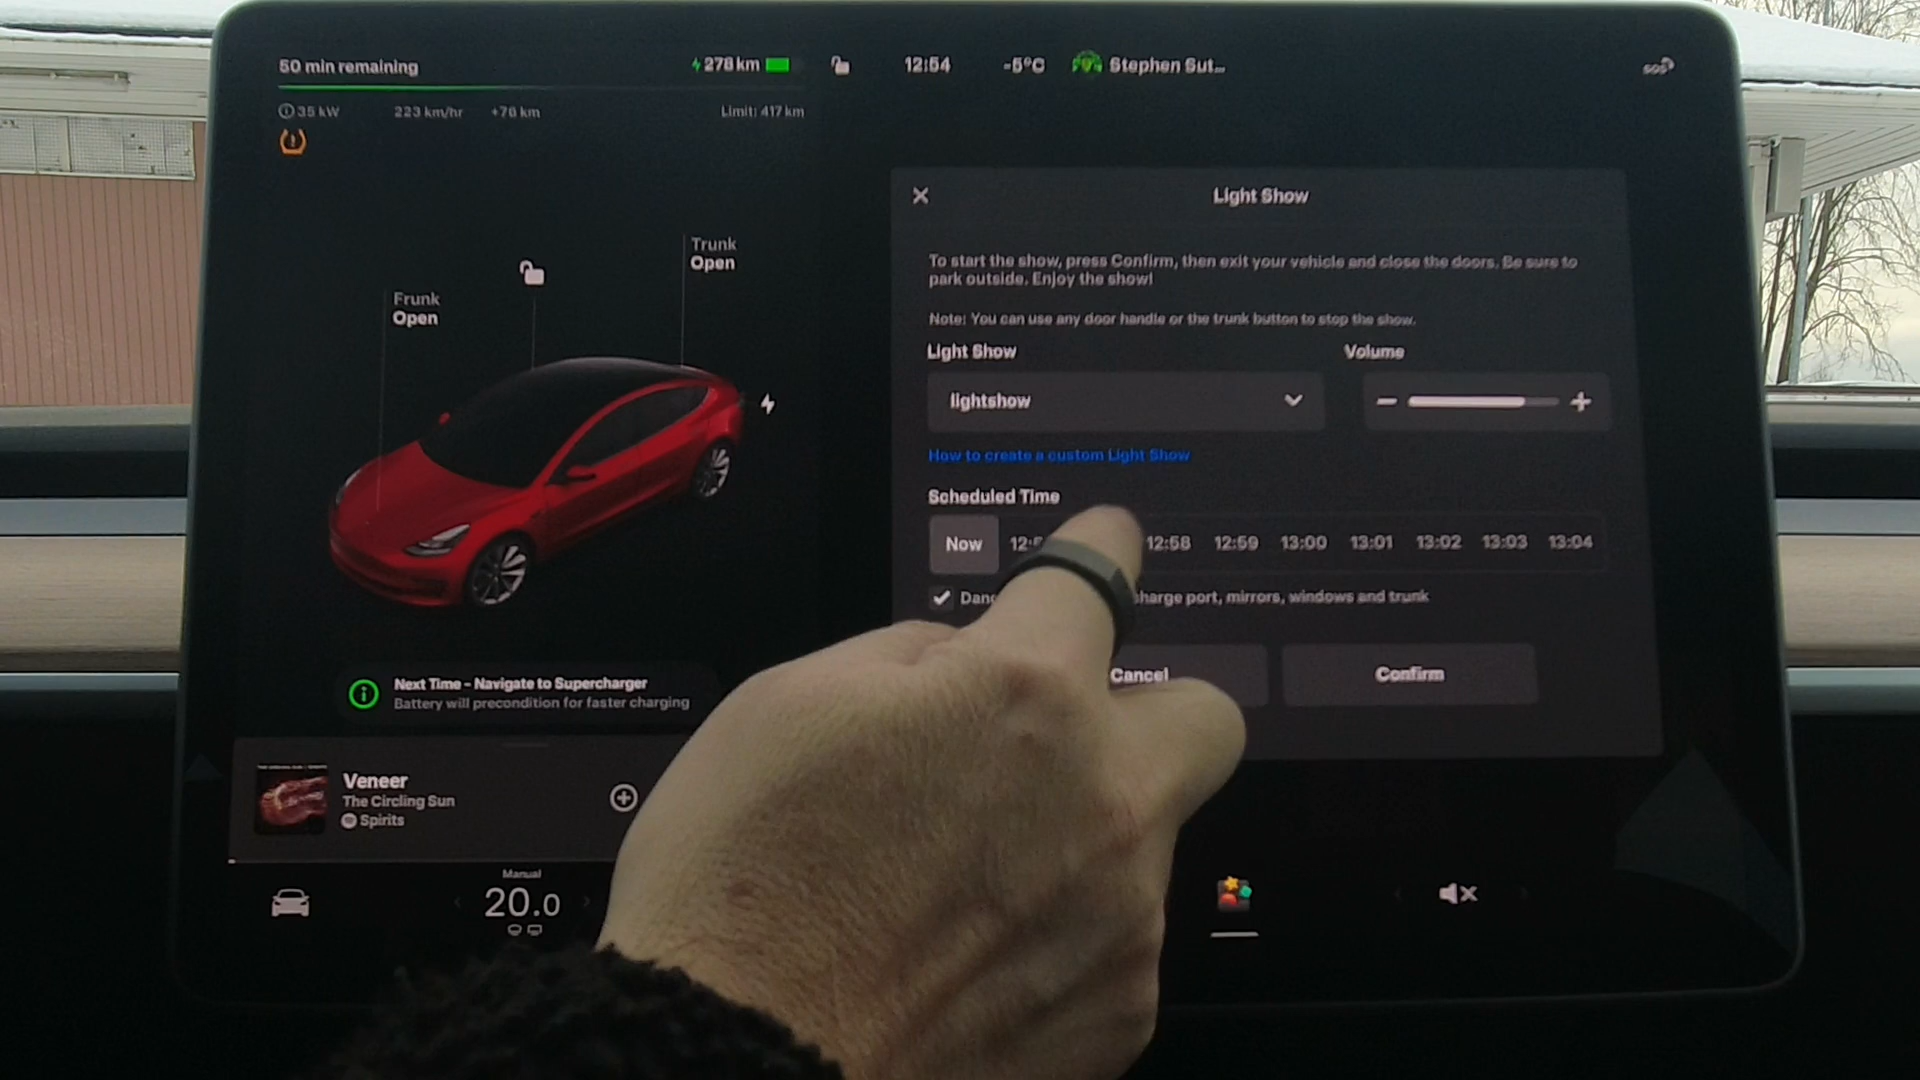 50 min remaining
278 km
12:54
-5°C
Stephen Sut...
SOS
35 kW
223 km/hr
+76 km
Limit: 417 km
Trunk
Open
Frunk
Open
Light Show
To start the show, press Confirm, then exit your vehicle and close the doors. Be sure to
park outside. Enjoy the show!
Note: You can use any door handle or the trunk button to stop the show.
Light Show
Volume
lightshow
How to create a custom Light Show
Scheduled Time
Now
12:58
12:59
13:00
13:01
13:02
13:03
13:04
port, mirrors, windows and trunk
Cancel
Confirm
Next Time - Navigate to Supercharger
Battery will precondition for faster charging
Veneer
The Circling Sun
Spirits
Manual
20.0